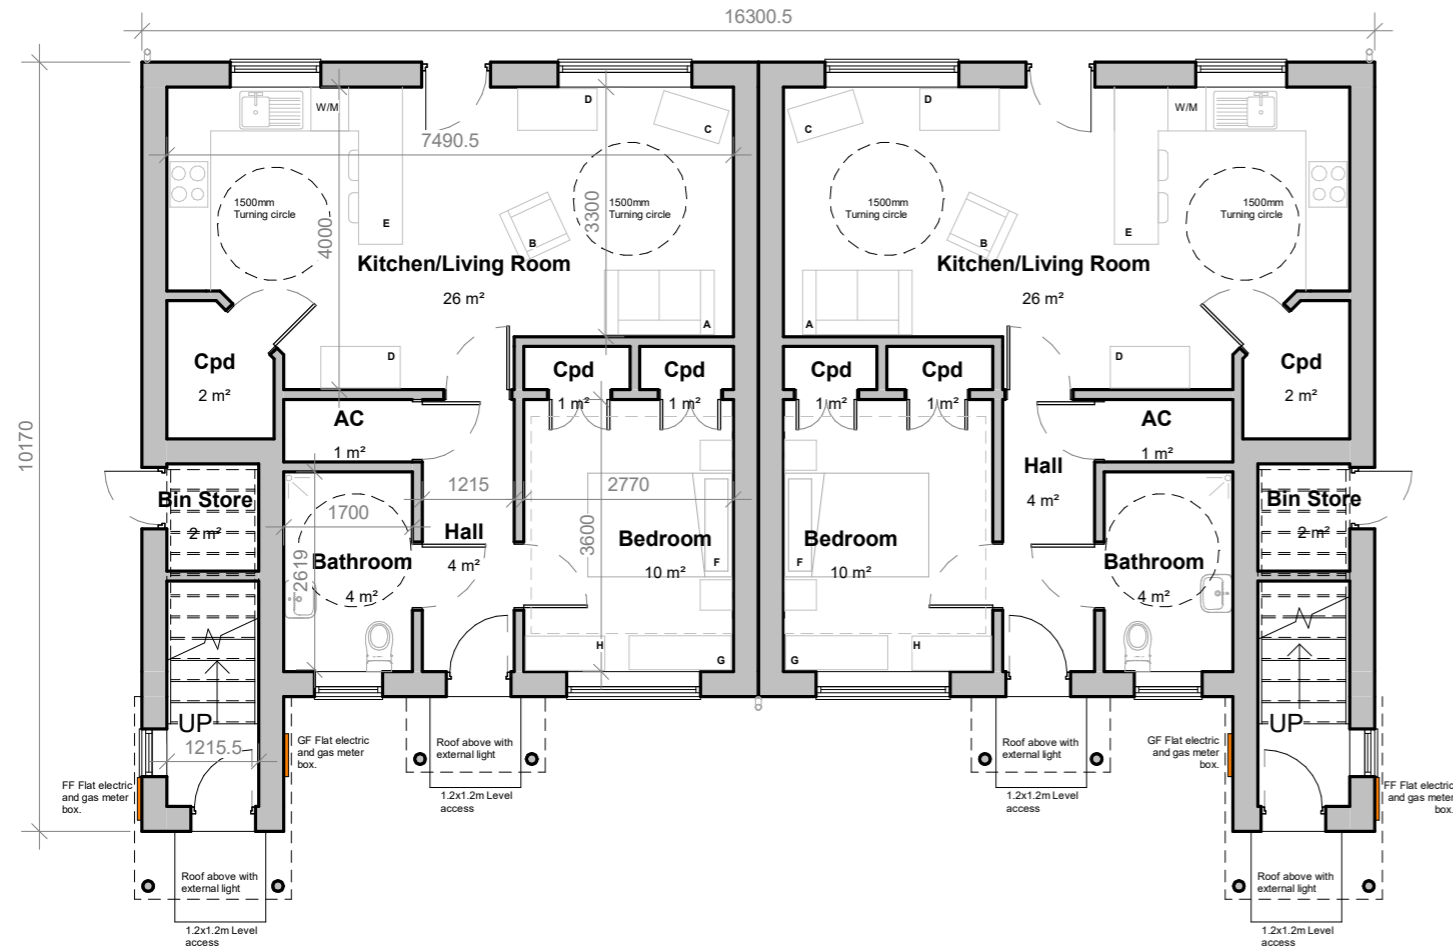 16300.5
10170
W/M
D
C
7490.5
1500mm
Turning circle
4000
E
B
3300
1500mm
Turning circle
Kitchen/Living Room
26 m²
A
Cpd
2 m²
D
Cpd
1 m²
Cpd
1 m²
AC
1 m²
Bin Store
2 m²
1700
2619
Bathroom
4 m²
1215
Hall
4 m²
2770
3600
Bedroom
10 m²
F
H
G
UP
1215.5
GF Flat electric
and gas meter
box.
FF Flat electric
and gas meter
box.
Roof above with
external light
1.2x1.2m Level
access
Roof above with
external light
1.2x1.2m Level
access
C
D
W/M
1500mm
Turning circle
B
E
1500mm
Turning circle
Kitchen/Living Room
26 m²
A
D
Cpd
2 m²
Cpd
1 m²
Cpd
1 m²
AC
1 m²
Hall
4 m²
Bin Store
2 m²
Bedroom
10 m²
F
Bathroom
4 m²
G
H
UP
Roof above with
external light
1.2x1.2m Level
access
GF Flat electric
and gas meter
box.
FF Flat electric
and gas meter
box.
Roof above with
external light
1.2x1.2m Level
access